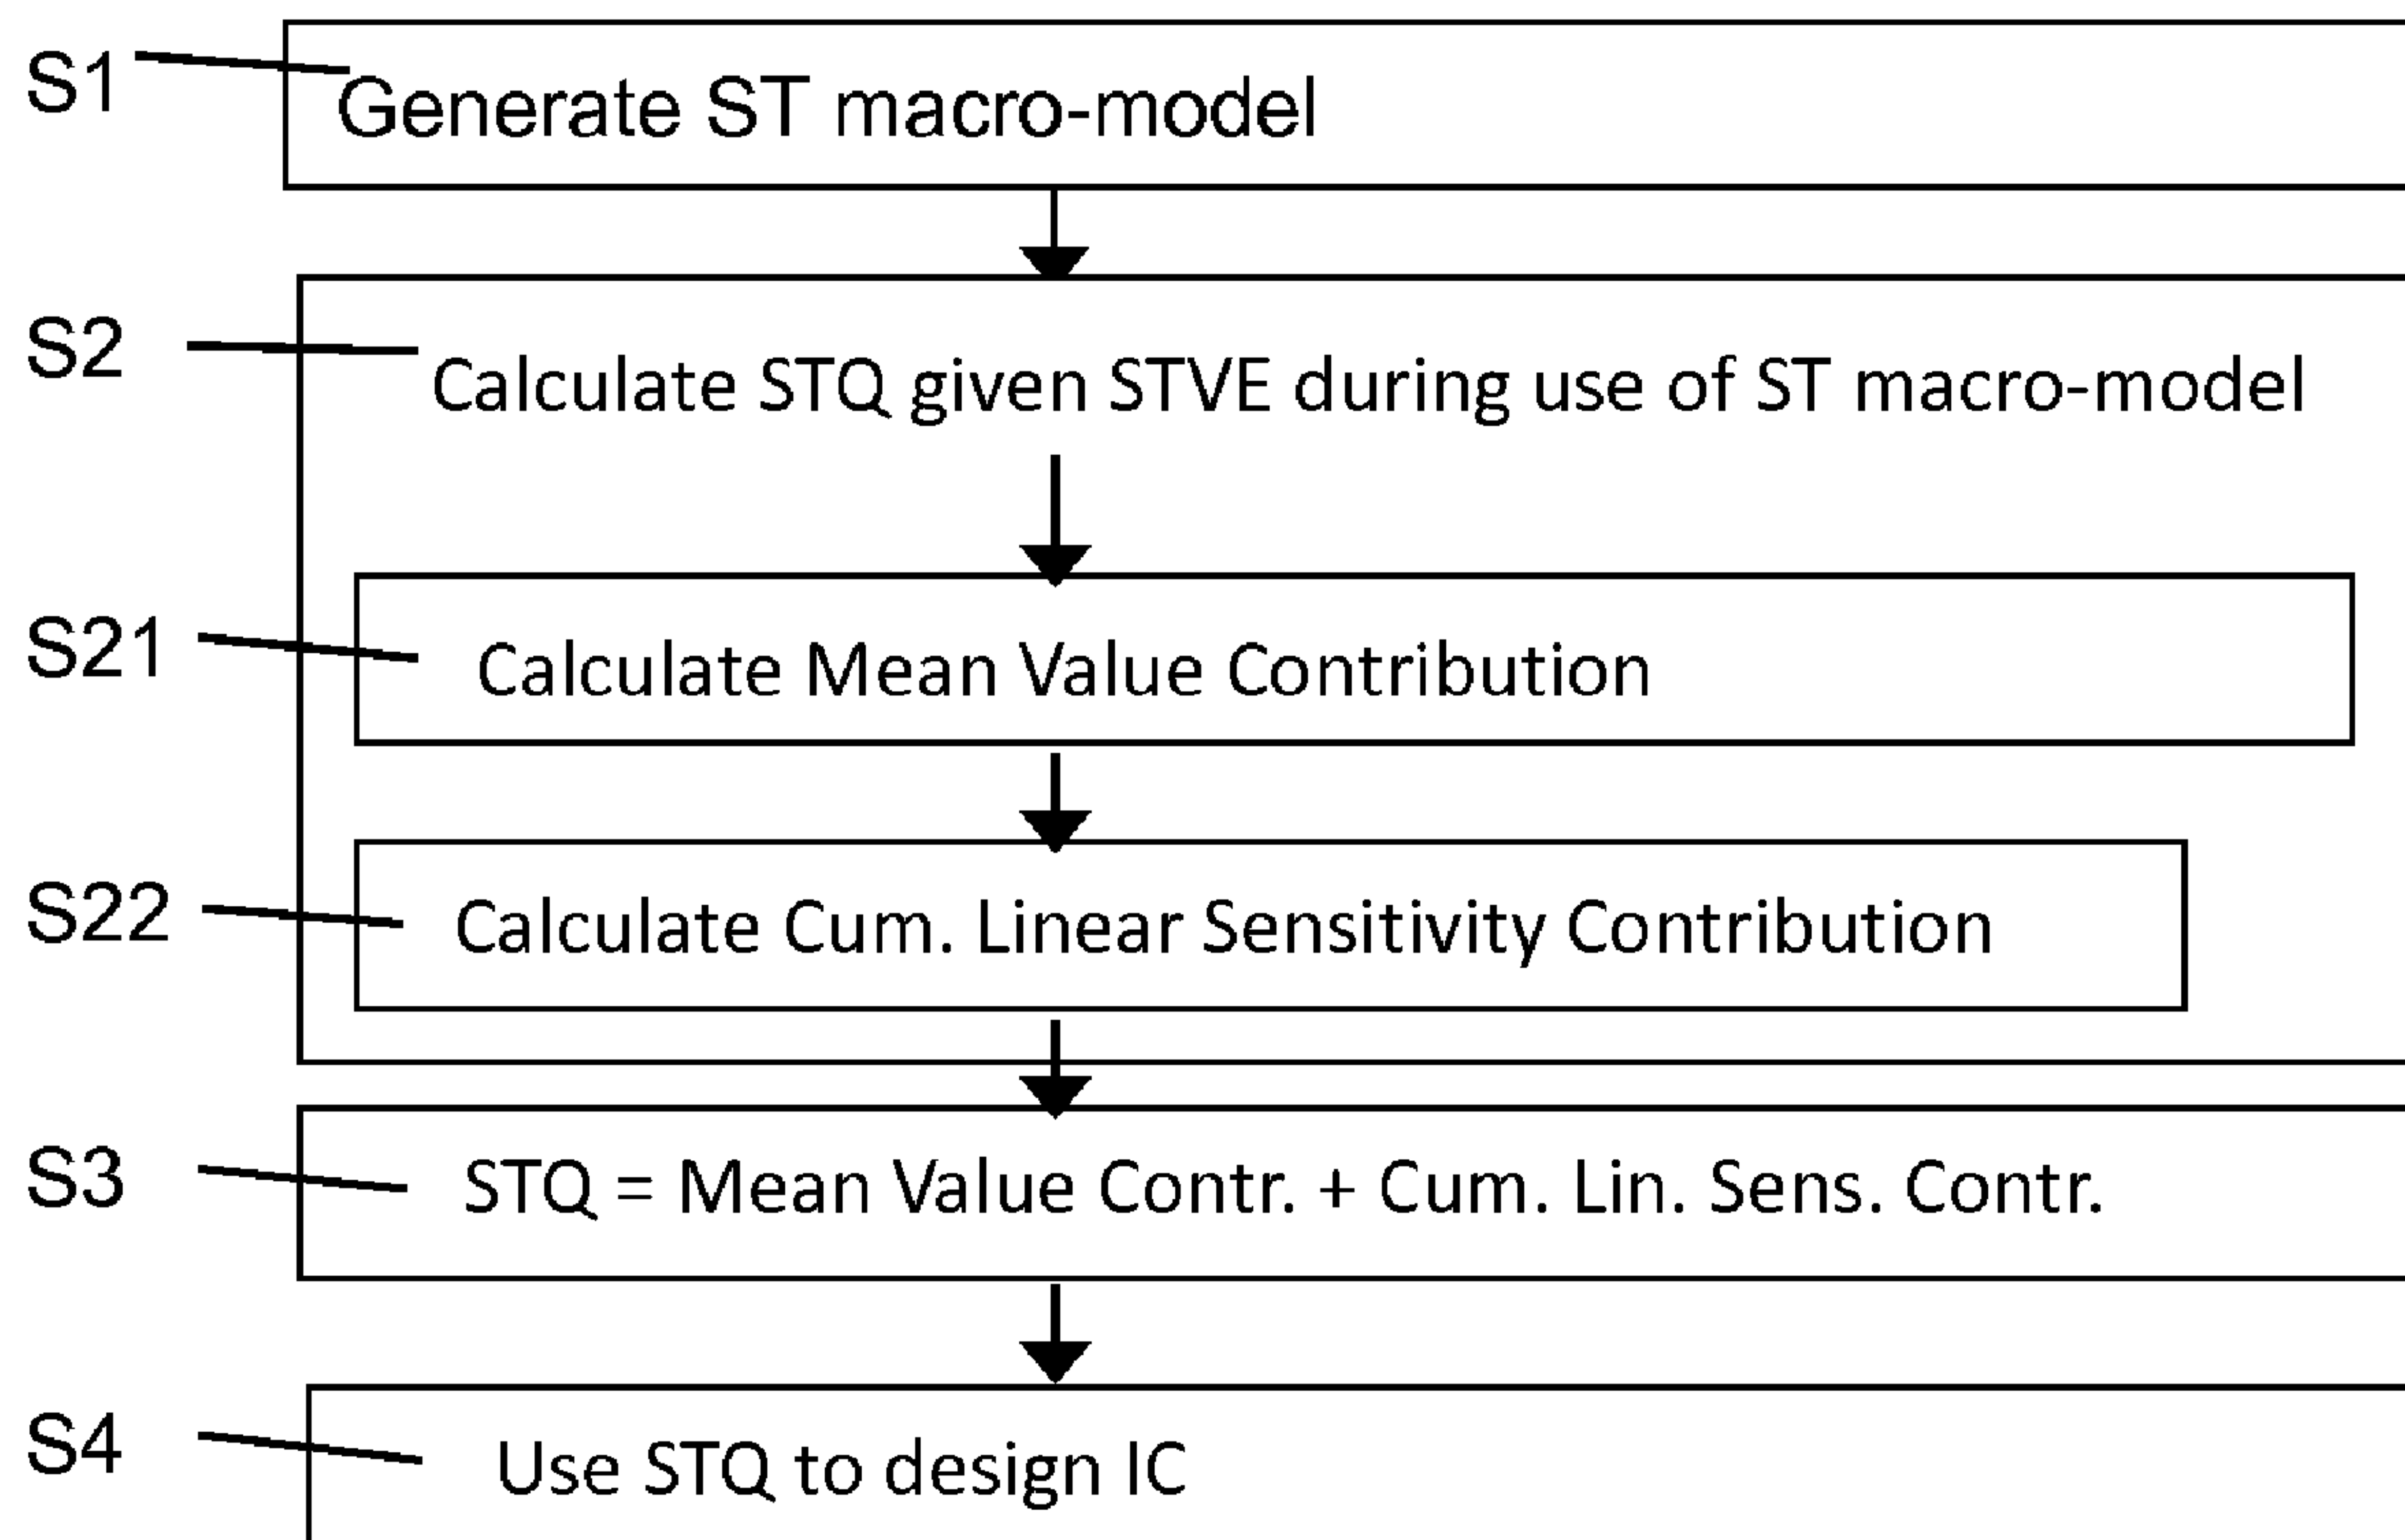 S1
Generate ST macro-model
S2
Calculate STQ given STVE during use of ST macro-model
S21
Calculate Mean Value Contribution
S22
Calculate Cum. Linear Sensitivity Contribution
S3
STQ = Mean Value Contr. + Cum. Lin. Sens. Contr.
S4
Use STQ to design IC